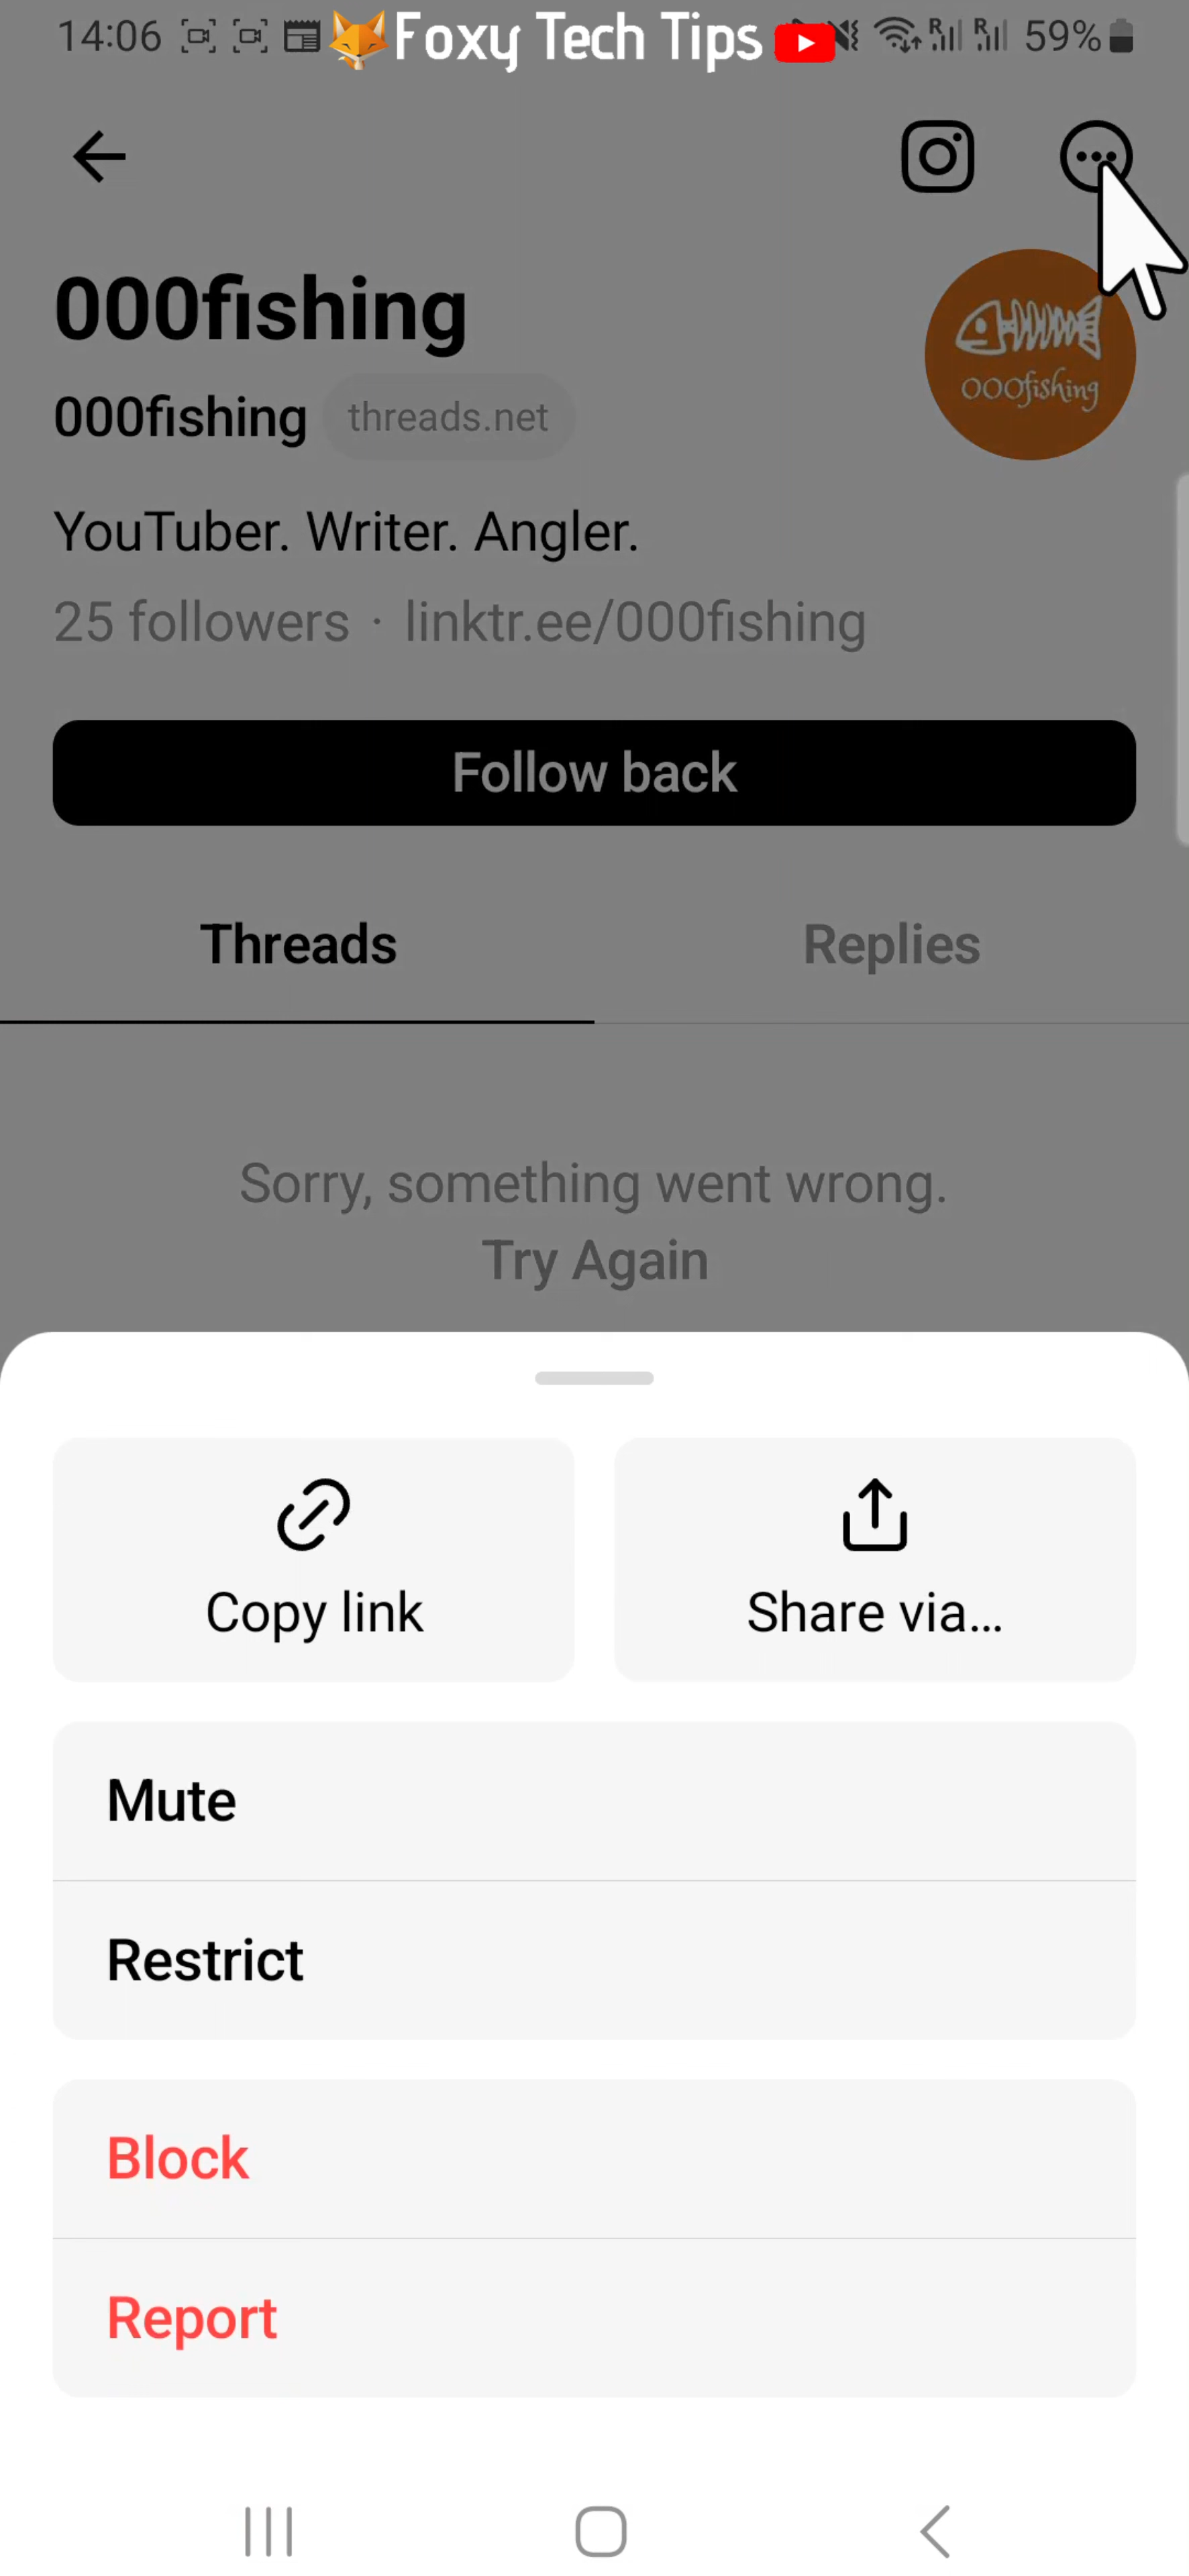 14:06 Foxy Tech Tips 59%
000fishing
000fishing threads.net
000fishing
YouTuber. Writer. Angler.
25 followers · linktr.ee/000fishing
Follow back
Threads Replies
Sorry, something went wrong.
Try Again
Copy link Share via...
Mute
Restrict
Block
Report